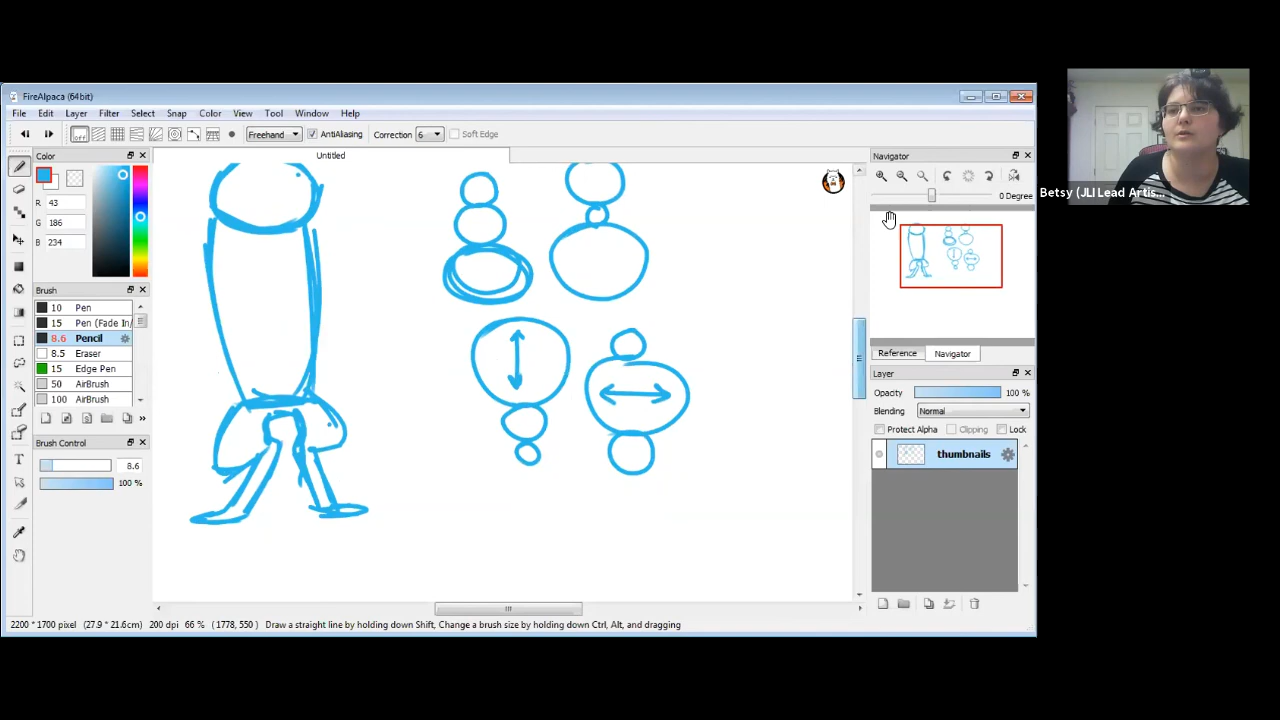 FireAlpaca (64bit)
File Edit Layer Filter Select Snap Color View Tool Window Help
off Freehand AntiAliasing Correction 6 Soft Edge
Color
Untitled
Navigator
R 43
G 186
B 234
0 Degree
Betsy (JLI Lead Artis...
Brush
10 Pen
15 Pen (Fade In/
8.6 Pencil
8.5 Eraser
15 Edge Pen
50 AirBrush
100 AirBrush
Reference Navigator
Layer
Opacity 100 %
Blending Normal
Protect Alpha Clipping Lock
Brush Control
8.6
100 %
thumbnails
2200 * 1700 pixel (27.9 * 21.6cm) 200 dpi 66 % (1778, 550) Draw a straight line by holding down Shift, Change a brush size by holding down Ctrl, Alt, and dragging